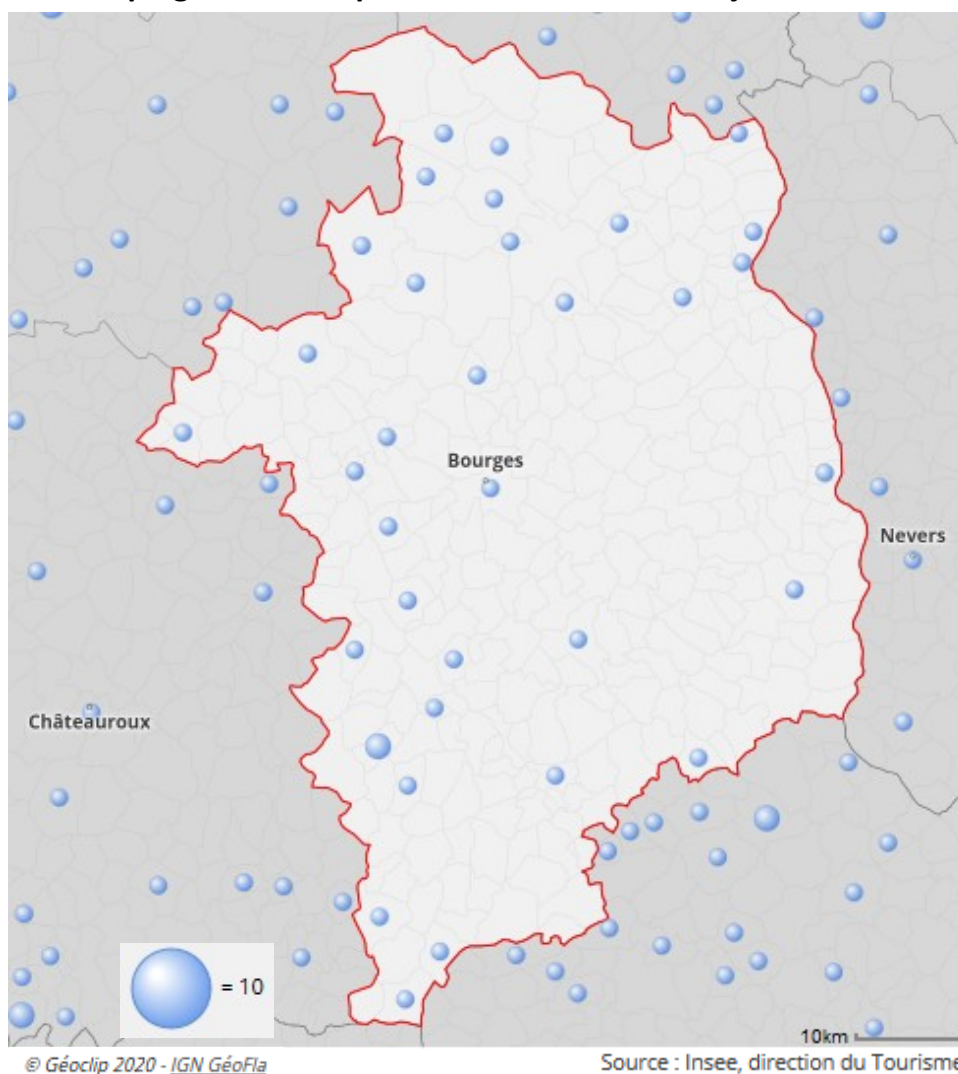 Bourges
Nevers
Châteauroux
= 10
10km
© Géoclip 2020 - IGN GéoFla
Source : Insee, direction du Tourisme